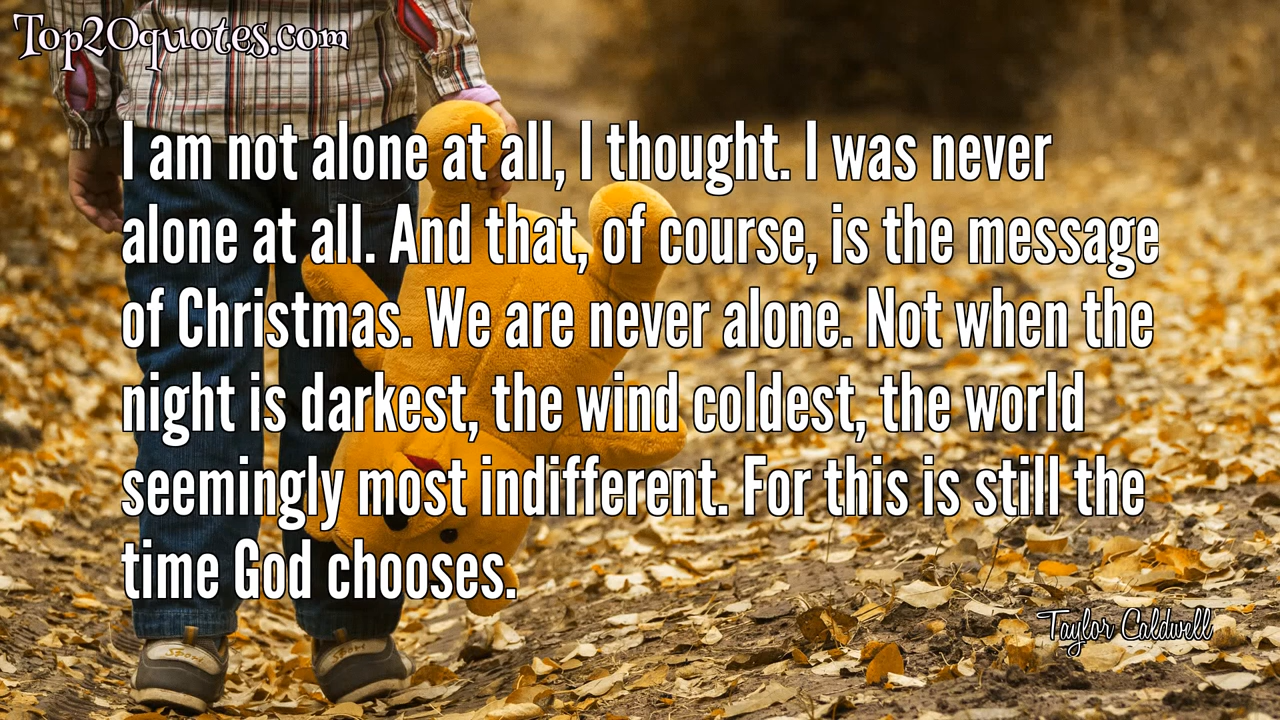 Top20quotes.com
I am not alone at all, I thought. I was never
alone at all. And that, of course, is the message
of Christmas. We are never alone. Not when the
night is darkest, the wind coldest, the world
seemingly most indifferent. For this is still the
time God chooses.
Taylor Caldwell
Sport
Sport